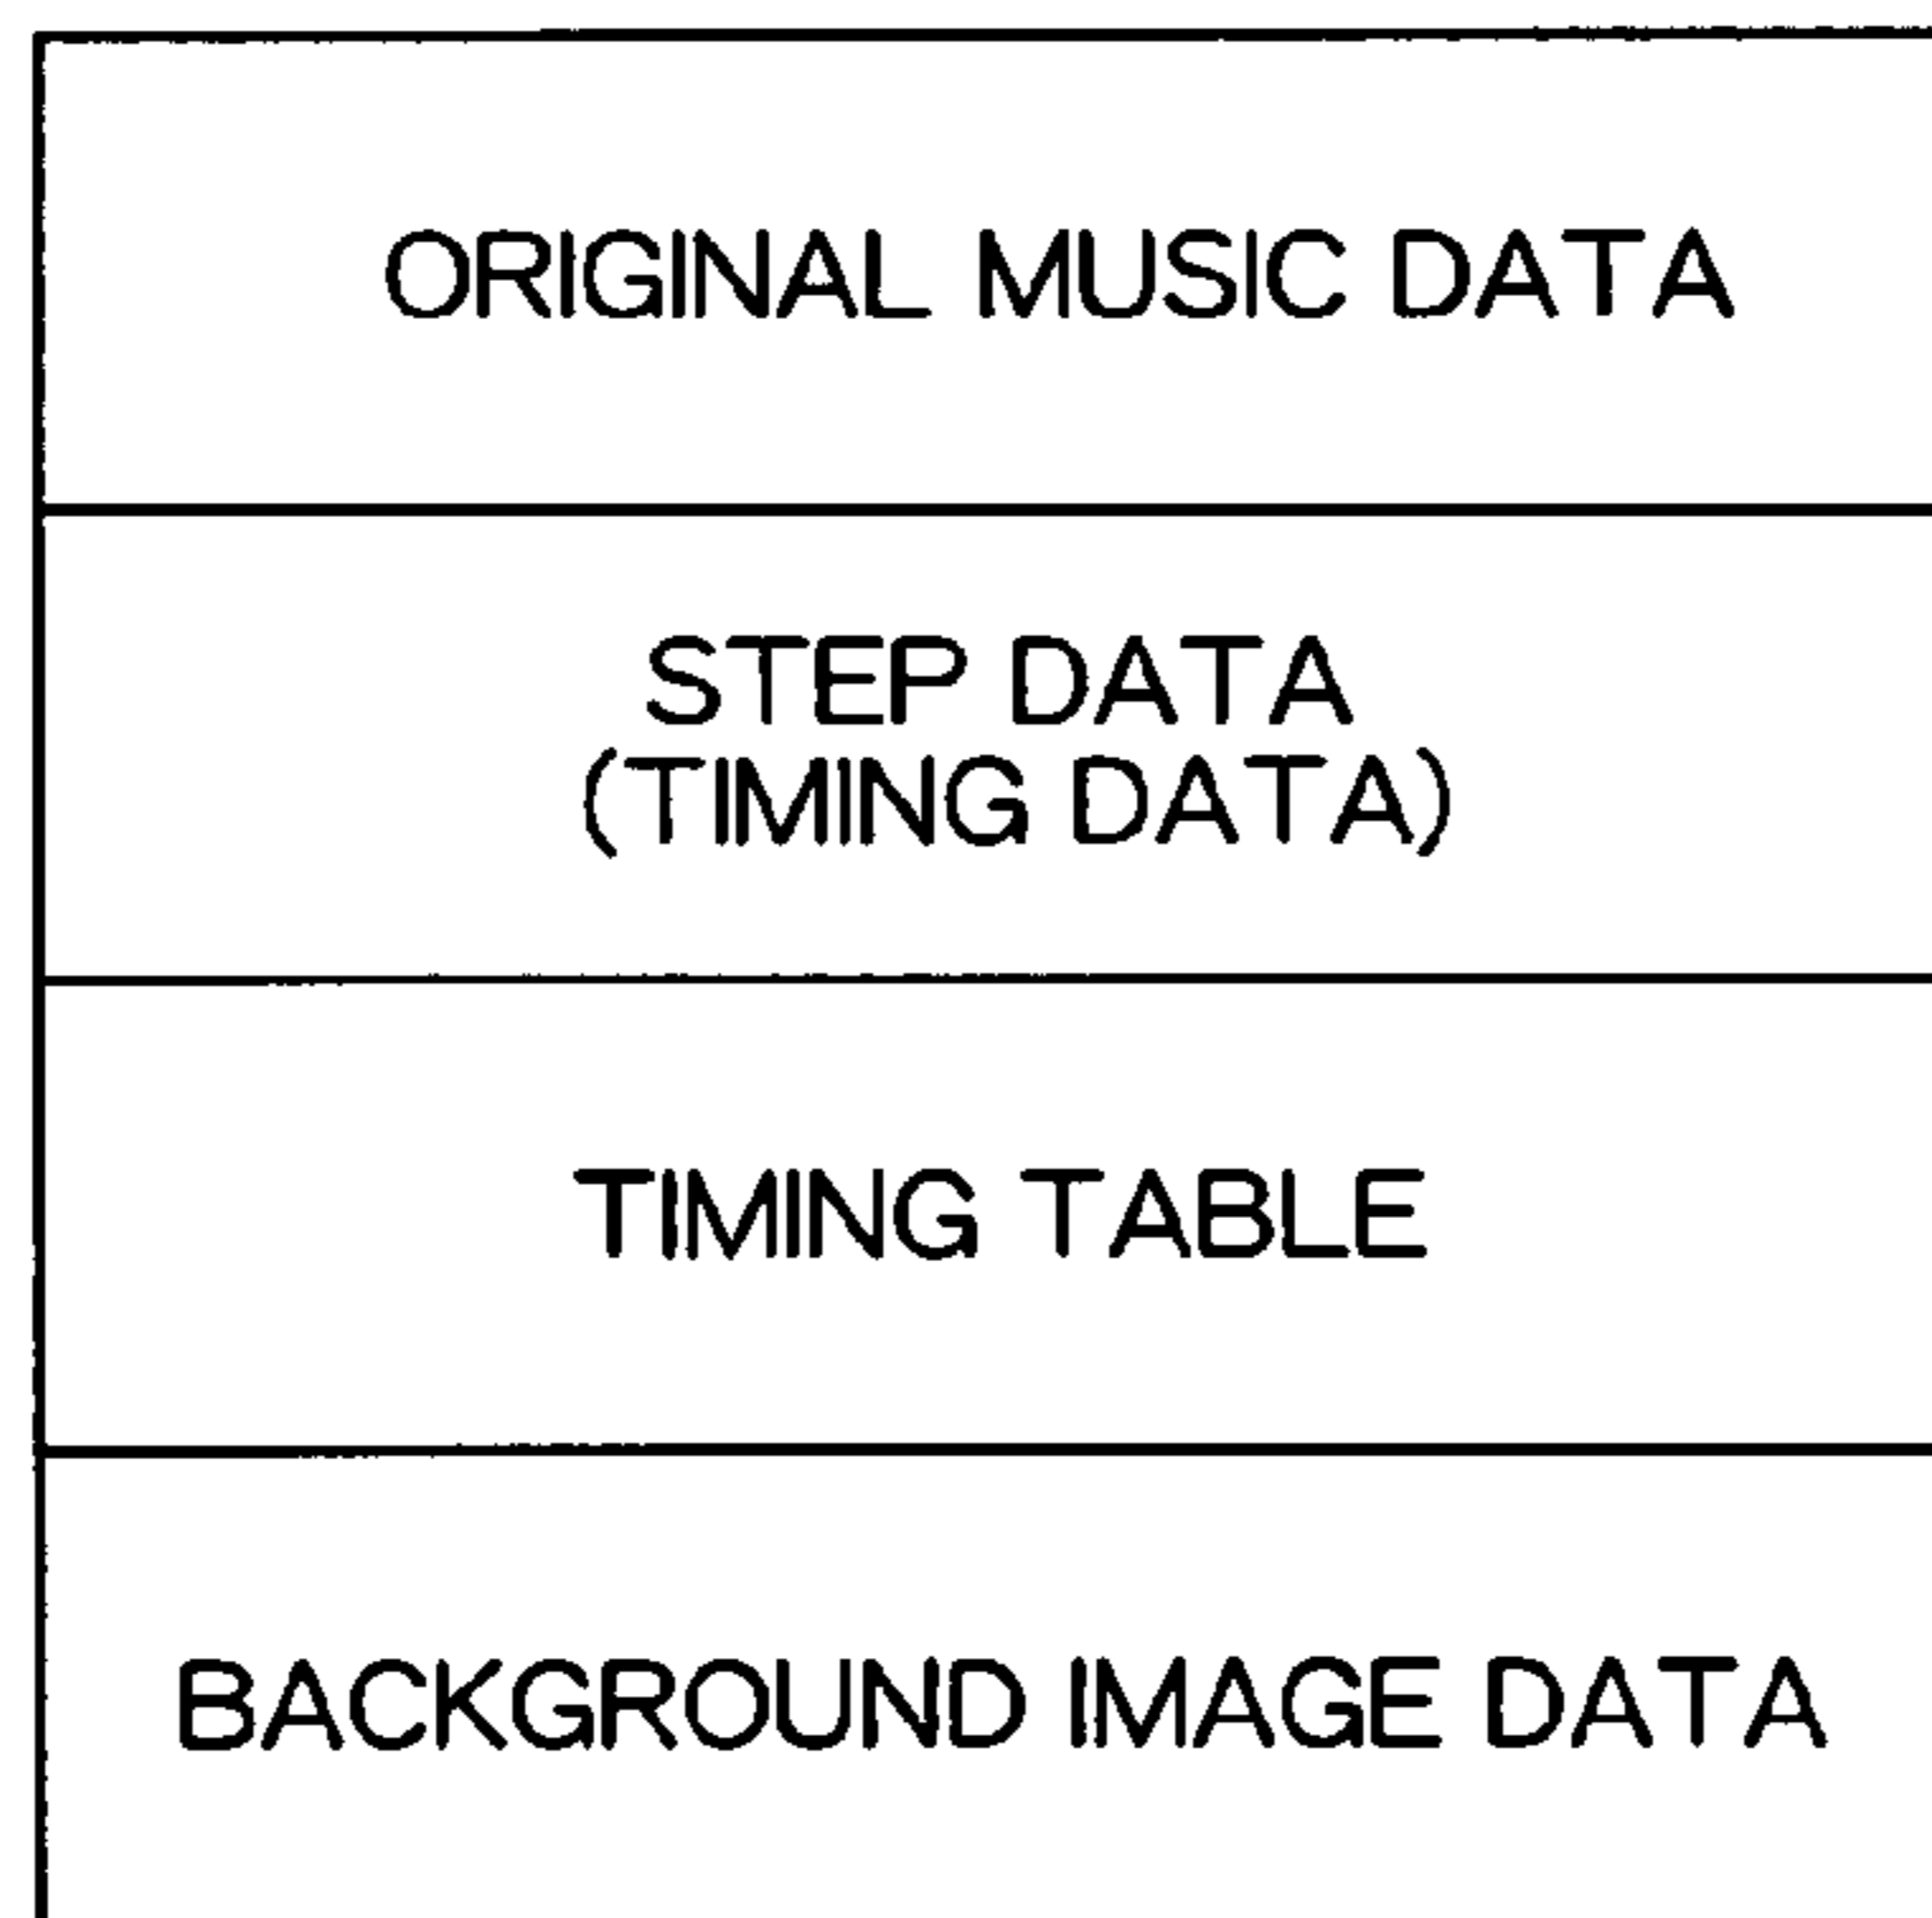 ORIGINAL MUSIC DATA
STEP DATA
(TIMING DATA)
TIMING TABLE
BACKGROUND IMAGE DATA